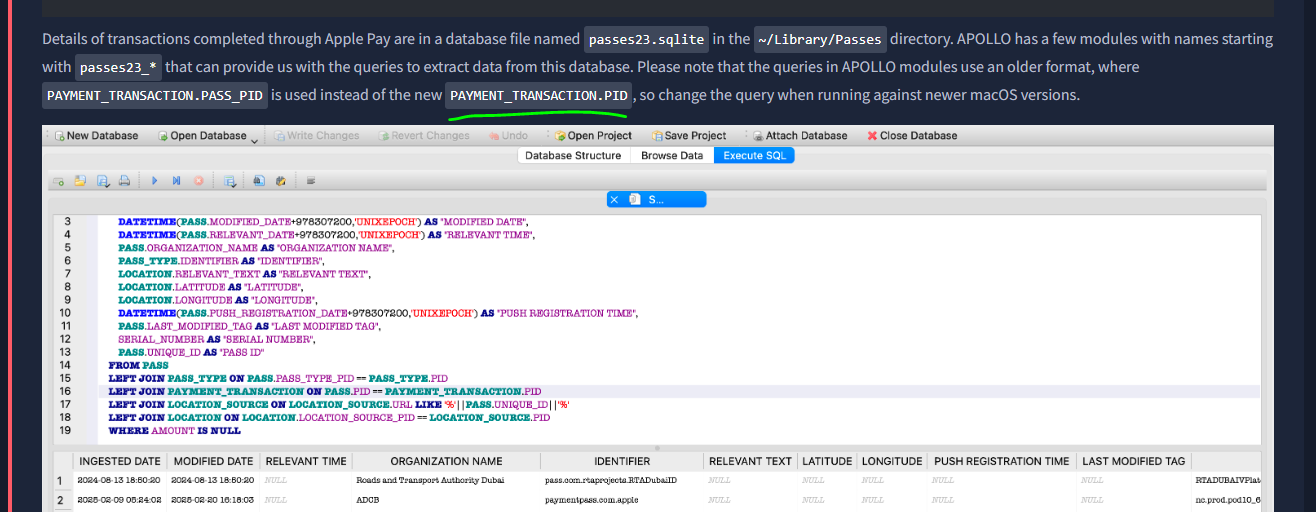 Details of transactions completed through Apple Pay are in a database file named passes23.sqlite in the ~/Library/Passes directory. APOLLO has a few modules with names starting
with passes23_* that can provide us with the queries to extract data from this database. Please note that the queries in APOLLO modules use an older format, where
PAYMENT_TRANSACTION.PASS_PID is used instead of the new PAYMENT_TRANSACTION.PID, so change the query when running against newer macOS versions.
New Database Open Database Write Changes Revert Changes Undo Open Project Save Project Attach Database Close Database
Database Structure Browse Data Execute SQL
S...
3 DATETIME(PASS.MODIFIED_DATE+978307200,'UNIXEPOCH') AS "MODIFIED DATE",
4 DATETIME(PASS.RELEVANT_DATE+978307200,'UNIXEPOCH') AS "RELEVANT TIME",
5 PASS.ORGANIZATION_NAME AS "ORGANIZATION NAME",
6 PASS_TYPE.IDENTIFIER AS "IDENTIFIER",
7 LOCATION.RELEVANT_TEXT AS "RELEVANT TEXT",
8 LOCATION.LATITUDE AS "LATITUDE",
9 LOCATION.LONGITUDE AS "LONGITUDE",
10 DATETIME(PASS.PUSH_REGISTRATION_DATE+978307200,'UNIXEPOCH') AS "PUSH REGISTRATION TIME",
11 PASS.LAST_MODIFIED_TAG AS "LAST MODIFIED TAG",
12 SERIAL_NUMBER AS "SERIAL NUMBER",
13 PASS.UNIQUE_ID AS "PASS ID"
14 FROM PASS
15 LEFT JOIN PASS_TYPE ON PASS.PASS_TYPE_PID == PASS_TYPE.PID
16 LEFT JOIN PAYMENT_TRANSACTION ON PASS.PID == PAYMENT_TRANSACTION.PID
17 LEFT JOIN LOCATION_SOURCE ON LOCATION_SOURCE.URL LIKE '%'||PASS.UNIQUE_ID||'%'
18 LEFT JOIN LOCATION ON LOCATION.LOCATION_SOURCE_PID == LOCATION_SOURCE.PID
19 WHERE AMOUNT IS NULL
INGESTED DATE MODIFIED DATE RELEVANT TIME ORGANIZATION NAME IDENTIFIER RELEVANT TEXT LATITUDE LONGITUDE PUSH REGISTRATION TIME LAST MODIFIED TAG
1 2024-08-13 18:50:20 2024-08-13 18:50:20 NULL Roads and Transport Authority Dubai pass.com.rtaprojects.RTADubaiID NULL NULL NULL NULL NULL RTADUBAIVPlat
2 2025-02-09 05:24:02 2025-02-20 15:18:03 NULL ADCB paymentpass.com.apple NULL NULL NULL NULL NULL nc.prod.pod10_6